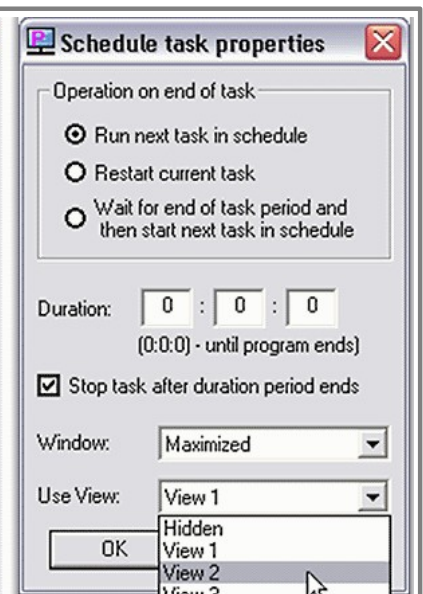 Schedule task properties
Operation on end of task
Run next task in schedule
Restart current task
Wait for end of task period and
then start next task in schedule
Duration: 0 : 0 : 0
(0:0:0) - until program ends)
Stop task after duration period ends
Window: Maximized
Use View: View 1
Hidden
OK View 1
View 2
View 3